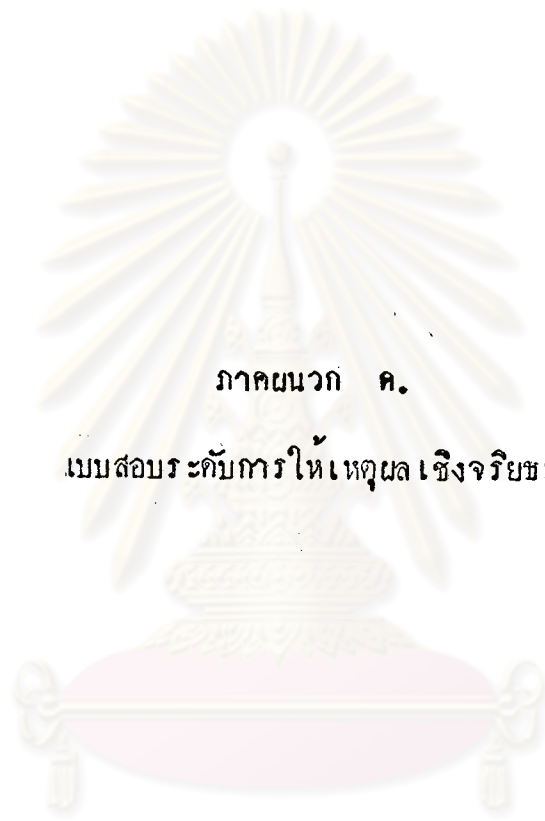 ภาคผนวก ค.
แบบสอบระดับการให้เหตุผลเชิงจริยธ